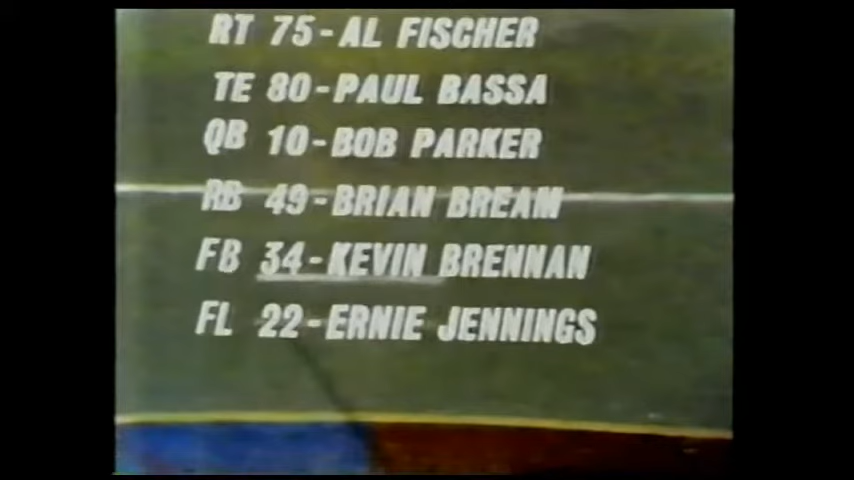 RT 75-AL FISCHER
TE 80-PAUL BASSA
QB 10-BOB PARKER
RB 49-BRIAN BREAM
FB 34-KEVIN BRENNAN
FL 22-ERNIE JENNINGS